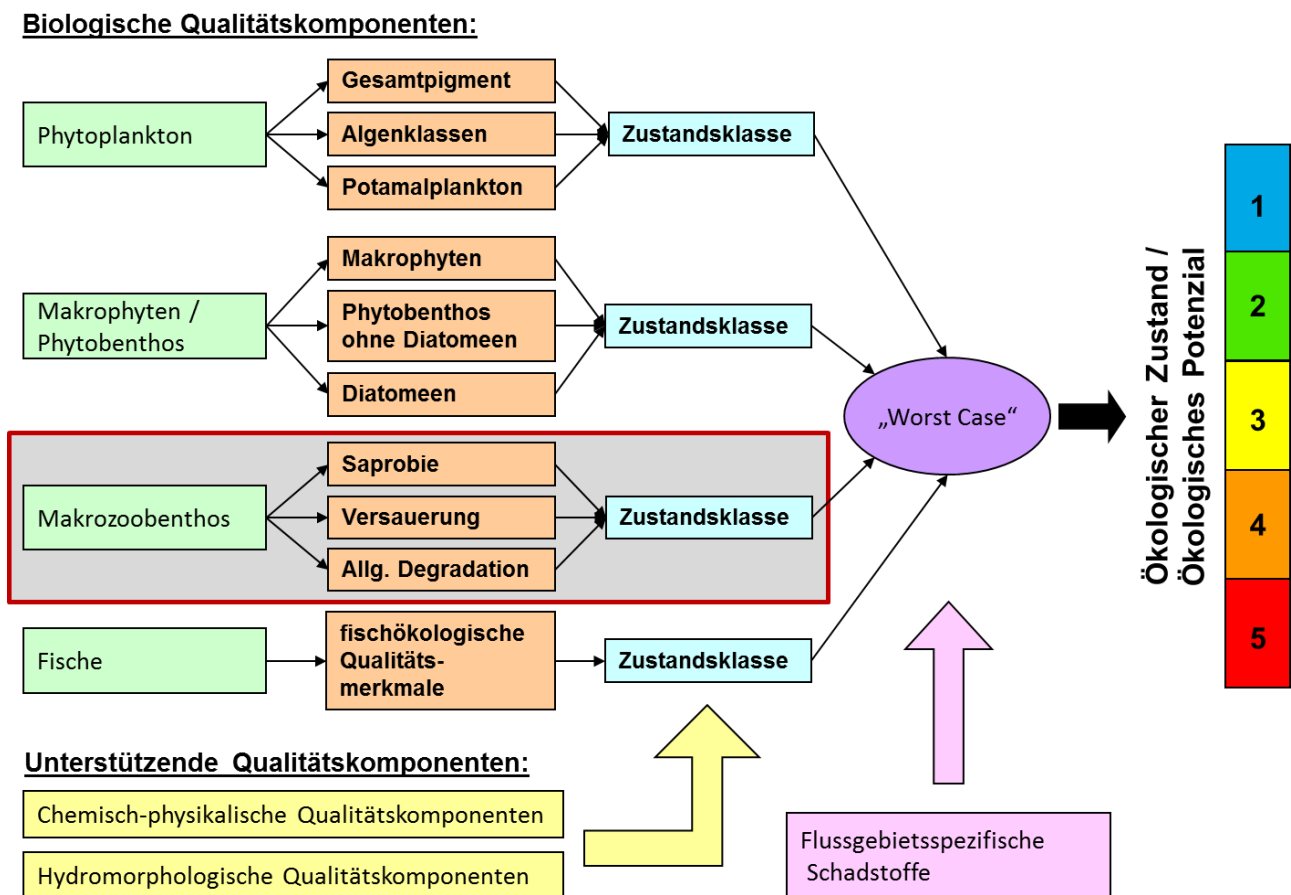 Biologische Qualitätskomponenten:
Phytoplankton
Gesamtpigment
Algenklassen
Potamalplankton
Zustandsklasse
Makrophyten /
Phytobenthos
Makrophyten
Phytobenthos
ohne Diatomeen
Diatomeen
Zustandsklasse
Makrozoobenthos
Saprobie
Versauerung
Allg. Degradation
Zustandsklasse
Fische
fischökologische
Qualitäts-
merkmale
Zustandsklasse
„Worst Case“
Ökologischer Zustand /
Ökologisches Potenzial
1
2
3
4
5
Unterstützende Qualitätskomponenten:
Chemisch-physikalische Qualitätskomponenten
Hydromorphologische Qualitätskomponenten
Flussgebietsspezifische
Schadstoffe